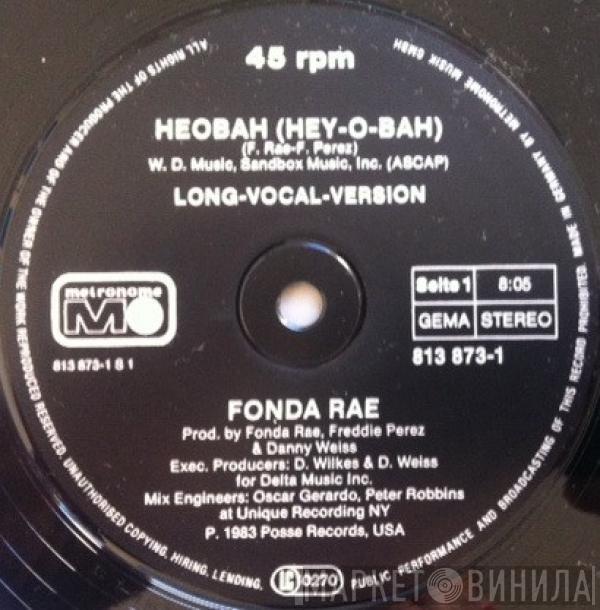 45 rpm
HEOBAH (HEY-O-BAH)
(F. Rae-F. Perez)
W. D. Music, Sandbox Music, Inc. (ASCAP)
LONG-VOCAL-VERSION
metronome
M
813 873-1 S 1
Seite 1 8:05
GEMA STEREO
813 873-1
FONDA RAE
Prod. by Fonda Rae, Freddie Perez
& Danny Weiss
Exec. Producers: D. Wilkes & D. Weiss
for Delta Music Inc.
Mix Engineers: Oscar Gerardo, Peter Robbins
at Unique Recording NY
P. 1983 Posse Records, USA
LC 0270
ALL RIGHTS OF THE PRODUCER AND OF THE OWNER OF THE WORK REPRODUCED RESERVED. UNAUTHORISED COPYING, HIRING, LENDING, PUBLIC PERFORMANCE AND BROADCASTING OF THIS RECORD PROHIBITED. MADE IN GERMANY BY METRONOME MUSIK GMBH
МАРКЕТ ВИНИЛА